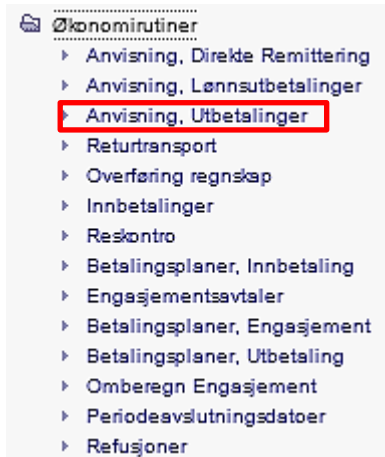 Økonomirutiner
Anvisning, Direkte Remittering
Anvisning, Lønnsutbetalinger
Anvisning, Utbetalinger
Returtransport
Overføring regnskap
Innbetalinger
Reskontro
Betalingsplaner, Innbetaling
Engasjementsavtaler
Betalingsplaner, Engasjement
Betalingsplaner, Utbetaling
Omberegn Engasjement
Periodeavslutningsdatoer
Refusjoner